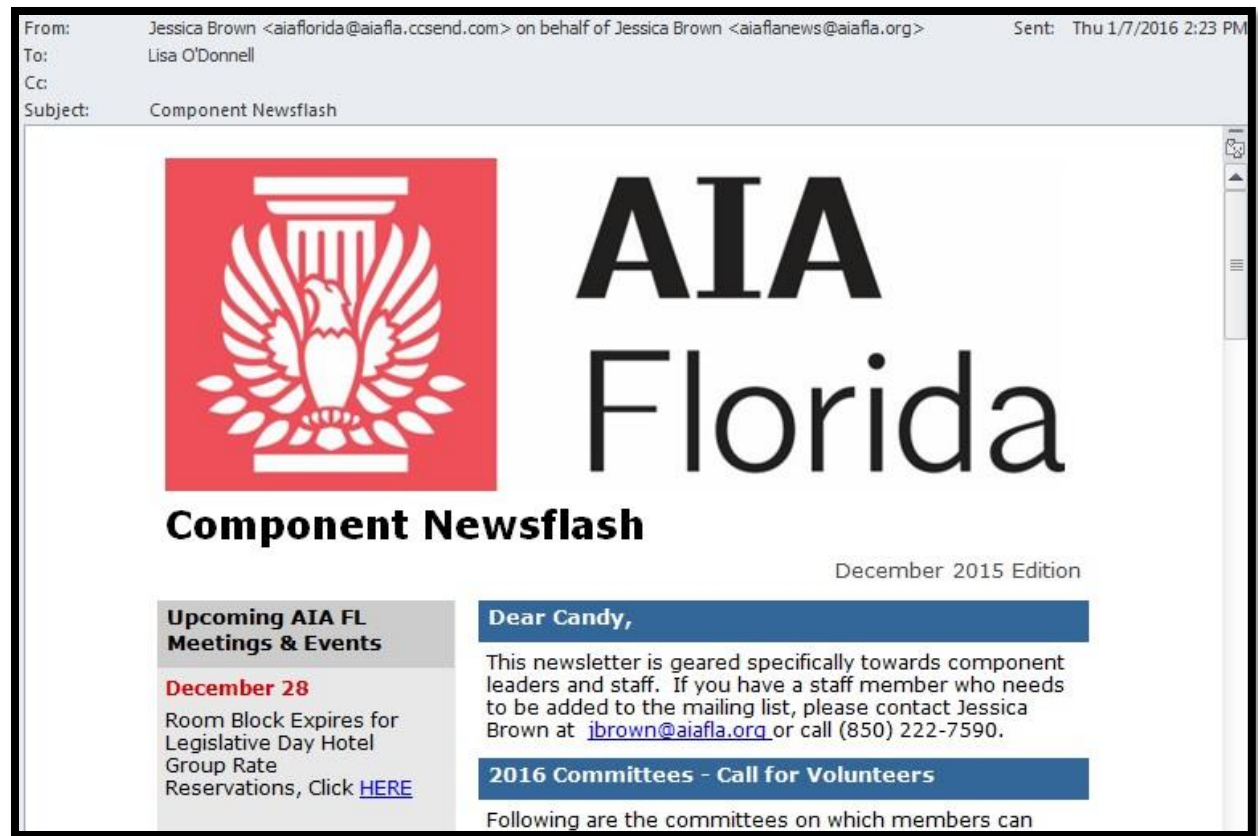 From: Jessica Brown <aiaflorida@aiafla.ccsend.com> on behalf of Jessica Brown <aiaflanews@aiafla.org> Sent: Thu 1/7/2016 2:23 PM
To: Lisa O'Donnell
Cc:
Subject: Component Newsflash
AIA
Florida
Component Newsflash
December 2015 Edition
Upcoming AIA FL
Meetings & Events
December 28
Room Block Expires for
Legislative Day Hotel
Group Rate
Reservations, Click HERE
Dear Candy,
This newsletter is geared specifically towards component
leaders and staff. If you have a staff member who needs
to be added to the mailing list, please contact Jessica
Brown at jbrown@aiafla.org or call (850) 222-7590.
2016 Committees - Call for Volunteers
Following are the committees on which members can